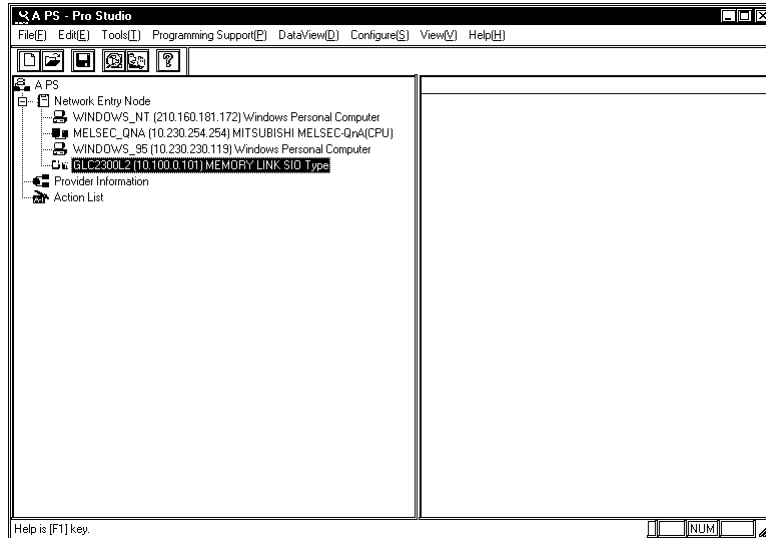 A PS - Pro Studio
File(F) Edit(E) Tools(T) Programming Support(P) DataView(D) Configure(S) View(V) Help(H)
A PS
Network Entry Node
WINDOWS_NT (210.160.181.172) Windows Personal Computer
MELSEC_QNA (10.230.254.254) MITSUBISHI MELSEC-QnA(CPU)
WINDOWS_95 (10.230.230.119) Windows Personal Computer
GLC2300L2 (10.100.0.101) MEMORY LINK SIO Type
Provider Information
Action List
Help is [F1] key.
NUM